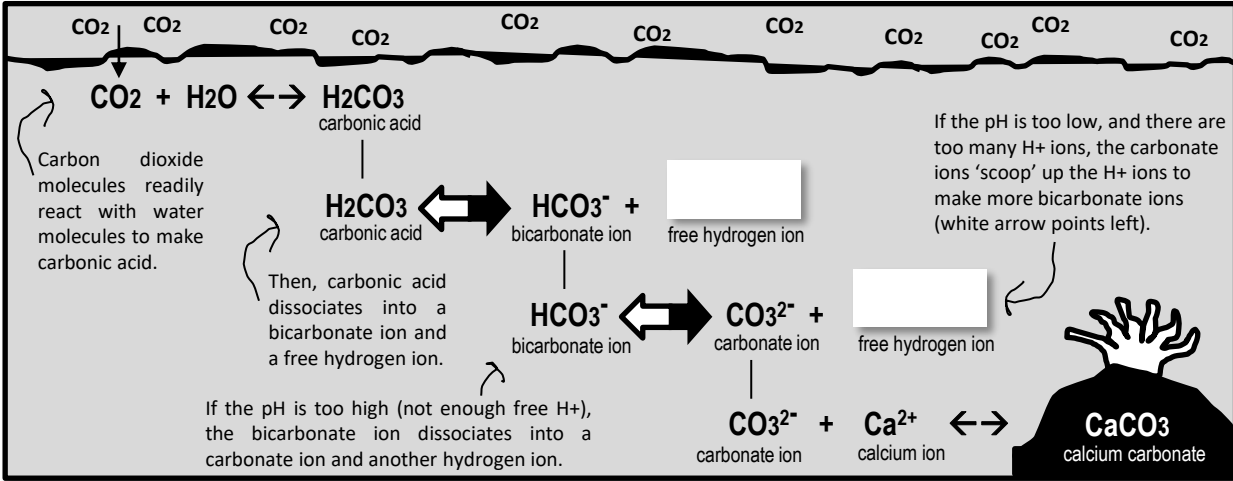 CO2 CO2 CO2 CO2 CO2 CO2 CO2 CO2 CO2 CO2 CO2
CO2 + H2O ←→ H2CO3
carbonic acid
Carbon dioxide
molecules readily
react with water
molecules to make
carbonic acid.
If the pH is too low, and there are
too many H+ ions, the carbonate
ions ‘scoop’ up the H+ ions to
make more bicarbonate ions
(white arrow points left).
H2CO3 HCO3- +
carbonic acid bicarbonate ion free hydrogen ion
Then, carbonic acid
dissociates into a
bicarbonate ion and
a free hydrogen ion.
HCO3- CO32- +
bicarbonate ion carbonate ion free hydrogen ion
If the pH is too high (not enough free H+),
the bicarbonate ion dissociates into a
carbonate ion and another hydrogen ion.
CO32- + Ca2+ ←→ CaCO3
carbonate ion calcium ion calcium carbonate